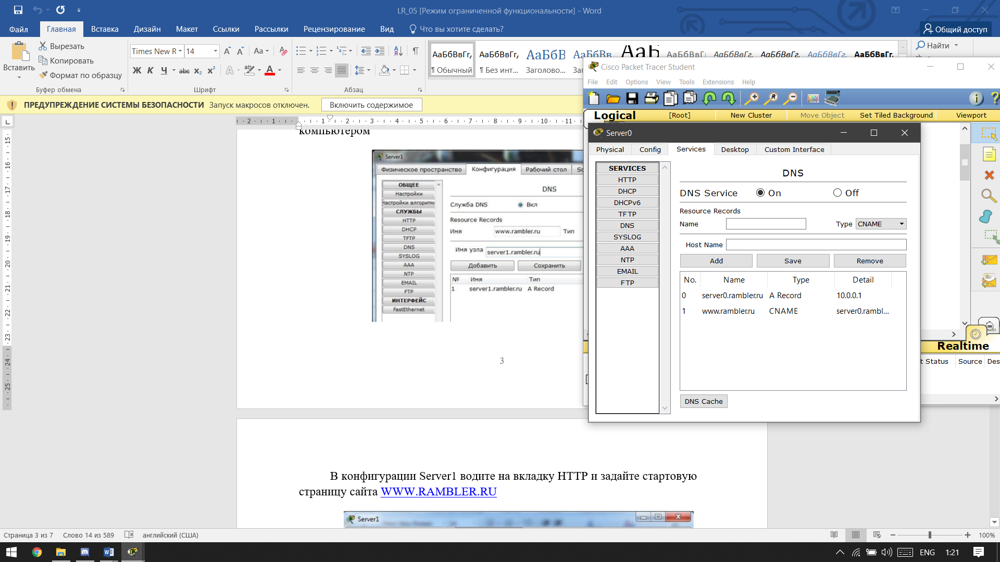 LR_05 [Режим ограниченной функциональности] - Word
Файл Главная Вставка Дизайн Макет Ссылки Рассылки Рецензирование Вид Что вы хотите сделать? Общий доступ
Вставить
Вырезать
Копировать
Формат по образцу
Буфер обмена
Times New R 14
Ж К Ч abc x₂ x²
Шрифт
Абзац
АаБбВвГг, АаБбВвГг, АаБбВ АаБбВв АаБ АаБбВвГг АаБбВвГг. АаБбВвГг. АаБбВвГг. АаБбВвГг.
¶ Обычный ¶ Без инт... Заголово... Заг
Найти
ПРЕДУПРЕЖДЕНИЕ СИСТЕМЫ БЕЗОПАСНОСТИ Запуск макросов отключен. Включить содержимое
компьютером
Server1
Физическое пространство Конфигурация Рабочий стол
ОБЩЕЕ
Настройки
Настройки алгоритма
СЛУЖБЫ
HTTP
DHCP
TFTP
DNS
SYSLOG
AAA
NTP
EMAIL
FTP
ИНТЕРФЕЙС
FastEthernet
DNS
Служба DNS Вкл
Resource Records
Имя www.rambler.ru Тип
Имя узла server1.rambler.ru
Добавить Сохранить
№ Имя Тип
1 server1.rambler.ru A Record
3
В конфигурации Server1 водите на вкладку HTTP и задайте стартовую
страницу сайта WWW.RAMBLER.RU
Server1
Cisco Packet Tracer Student
File Edit Options View Tools Extensions Help
Logical [Root] New Cluster Move Object Set Tiled Background Viewport
Server0
Physical Config Services Desktop Custom Interface
SERVICES
HTTP
DHCP
DHCPv6
TFTP
DNS
SYSLOG
AAA
NTP
EMAIL
FTP
DNS
DNS Service On Off
Resource Records
Name Type CNAME
Host Name
Add Save Remove
No. Name Type Detail
0 server0.rambler.ru A Record 10.0.0.1
1 www.rambler.ru CNAME server0.rambl...
DNS Cache
Realtime
t Status Source Des
Страница 3 из 7 Слово 14 из 589 английский (США) 100%
ENG 1:21